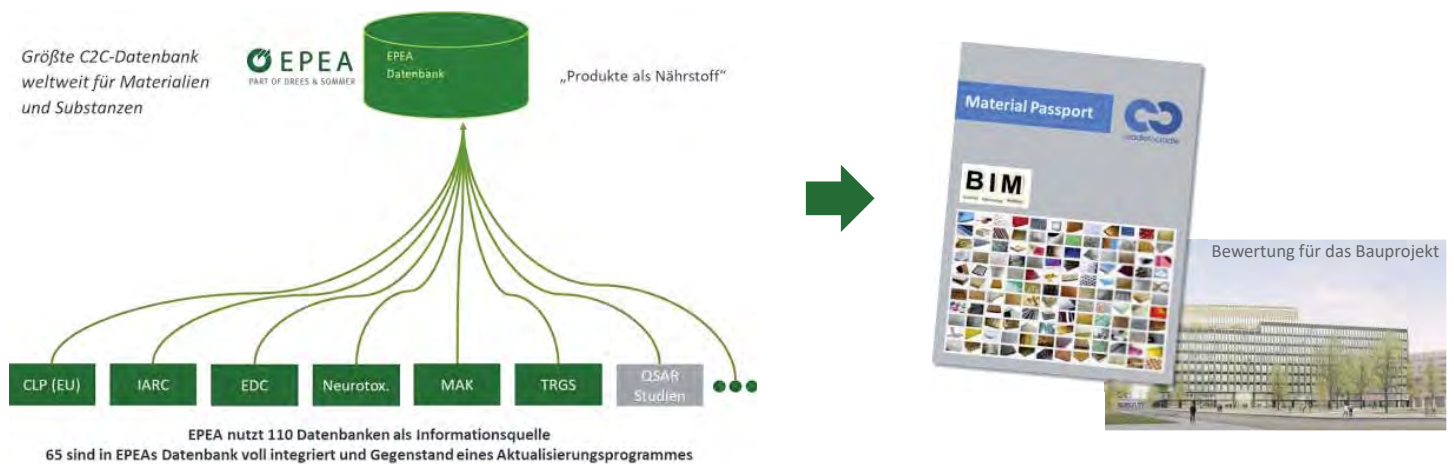 Größte C2C-Datenbank
weltweit für Materialien
und Substanzen
EPEA
PART OF DREES & SOMMER
EPEA
Datenbank
„Produkte als Nährstoff“
CLP (EU)
IARC
EDC
Neurotox.
MAK
TRGS
QSAR
Studien
EPEA nutzt 110 Datenbanken als Informationsquelle
65 sind in EPEAs Datenbank voll integriert und Gegenstand eines Aktualisierungsprogrammes
Material Passport
cradletocradle
BIM
Bewertung für das Bauprojekt